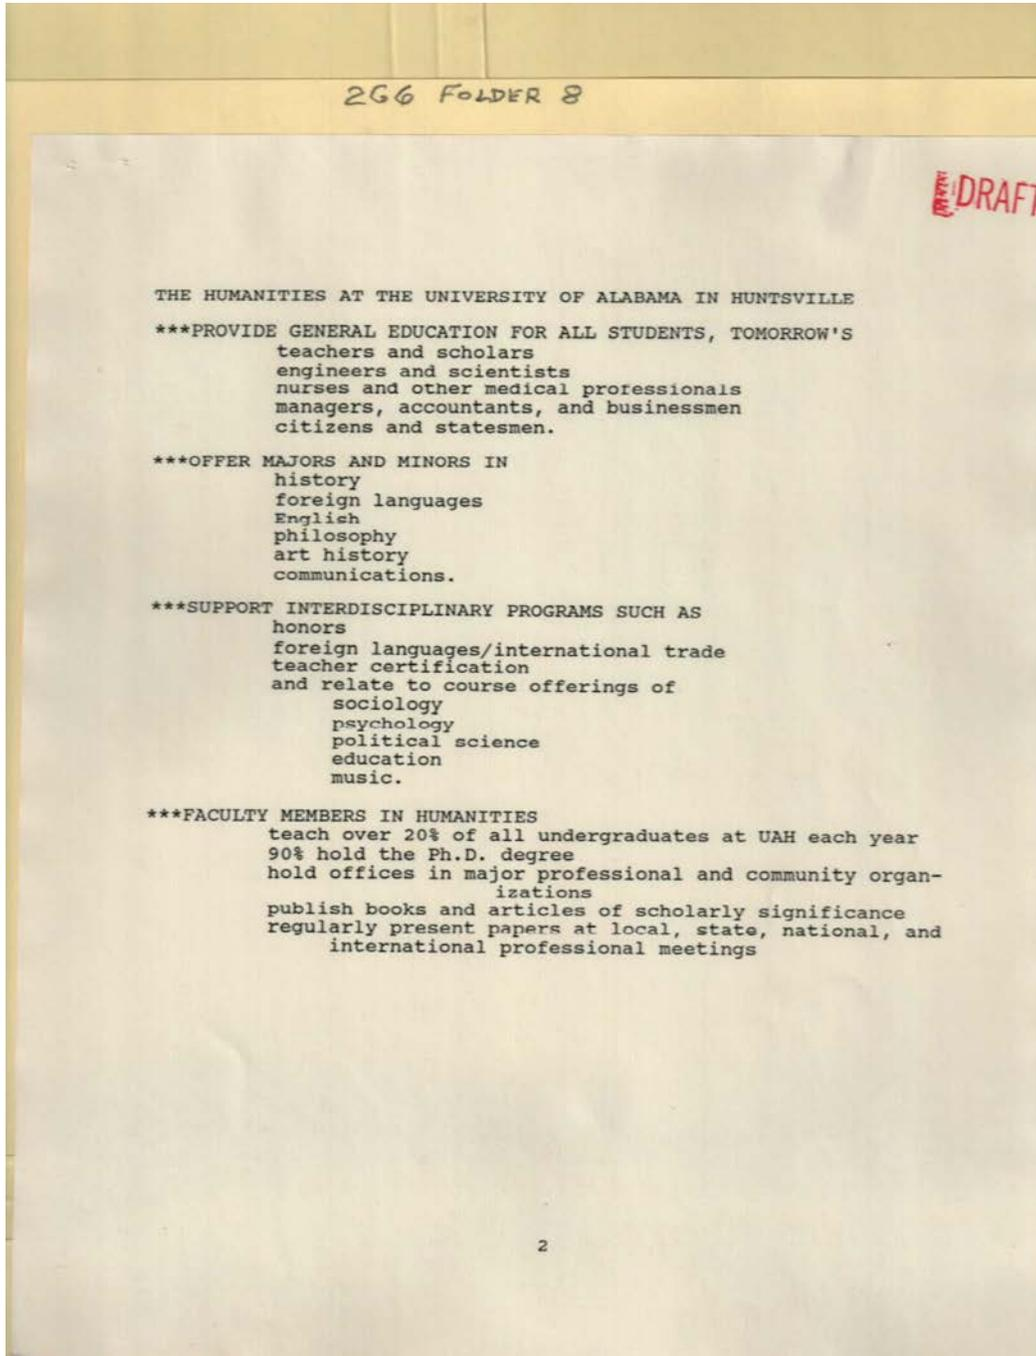 2G6 FOLDER 8
DRAFT
THE HUMANITIES AT THE UNIVERSITY OF ALABAMA IN HUNTSVILLE
***PROVIDE GENERAL EDUCATION FOR ALL STUDENTS, TOMORROW'S
teachers and scholars
engineers and scientists
nurses and other medical professionals
managers, accountants, and businessmen
citizens and statesmen.
***OFFER MAJORS AND MINORS IN
history
foreign languages
English
philosophy
art history
communications.
***SUPPORT INTERDISCIPLINARY PROGRAMS SUCH AS
honors
foreign languages/international trade
teacher certification
and relate to course offerings of
sociology
psychology
political science
education
music.
***FACULTY MEMBERS IN HUMANITIES
teach over 20% of all undergraduates at UAH each year
90% hold the Ph.D. degree
hold offices in major professional and community organ-
izations
publish books and articles of scholarly significance
regularly present papers at local, state, national, and
international professional meetings
2